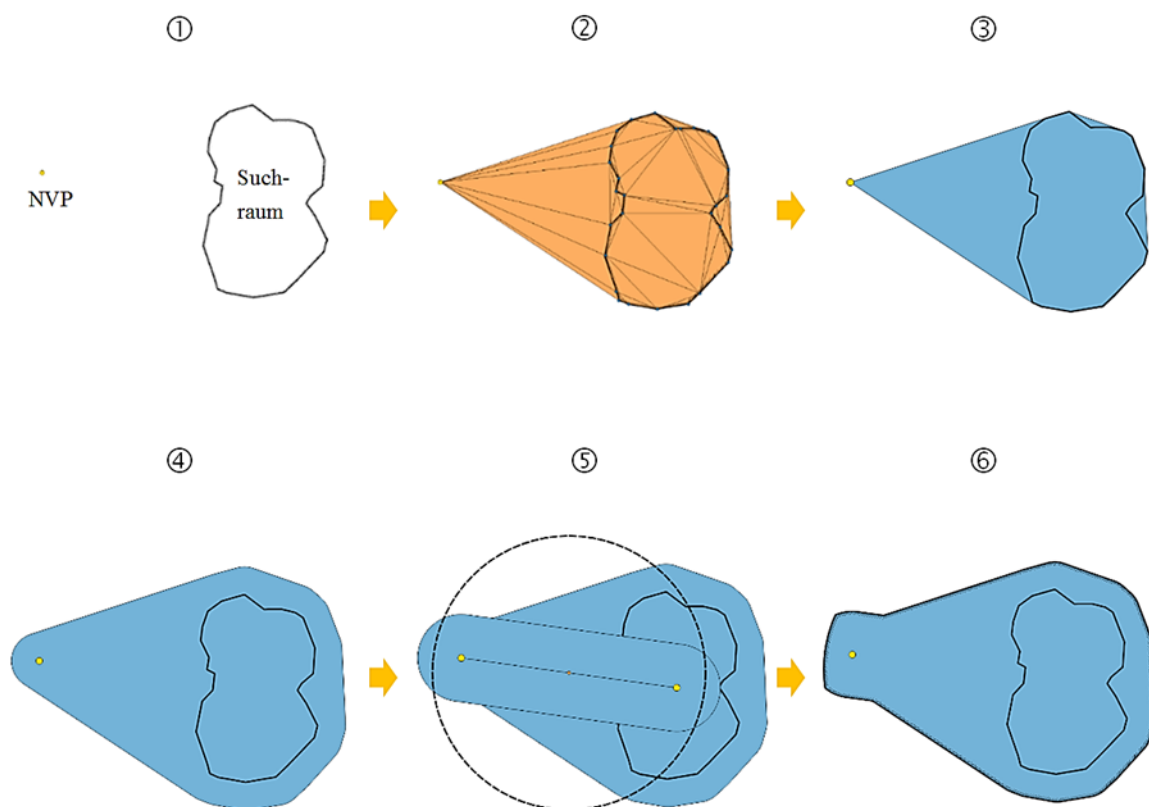 ①
②
③
NVP
Such-
raum
④
⑤
⑥